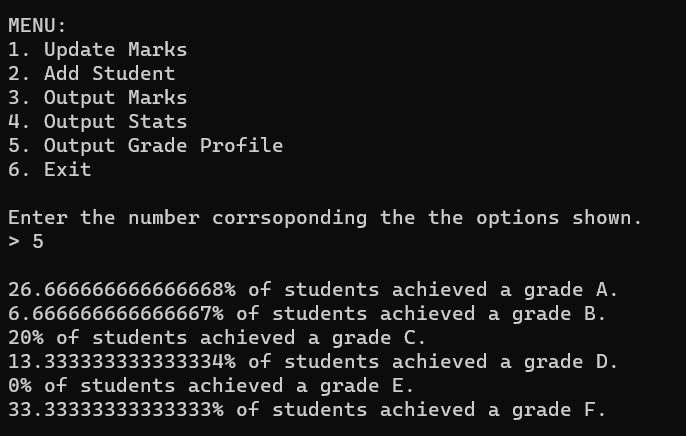 MENU:
1. Update Marks
2. Add Student
3. Output Marks
4. Output Stats
5. Output Grade Profile
6. Exit
Enter the number corrsoponding the the options shown.
> 5
26.666666666666668% of students achieved a grade A.
6.666666666666667% of students achieved a grade B.
20% of students achieved a grade C.
13.333333333333334% of students achieved a grade D.
0% of students achieved a grade E.
33.33333333333333% of students achieved a grade F.